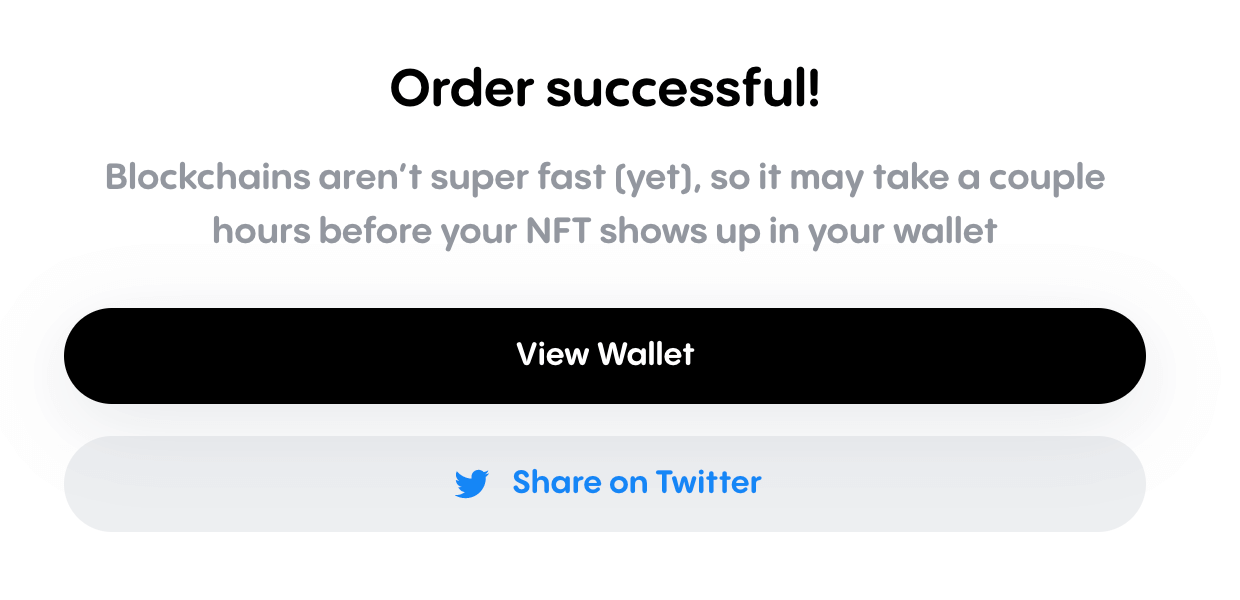 Order successful!
Blockchains aren’t super fast (yet), so it may take a couple
hours before your NFT shows up in your wallet
View Wallet
Share on Twitter